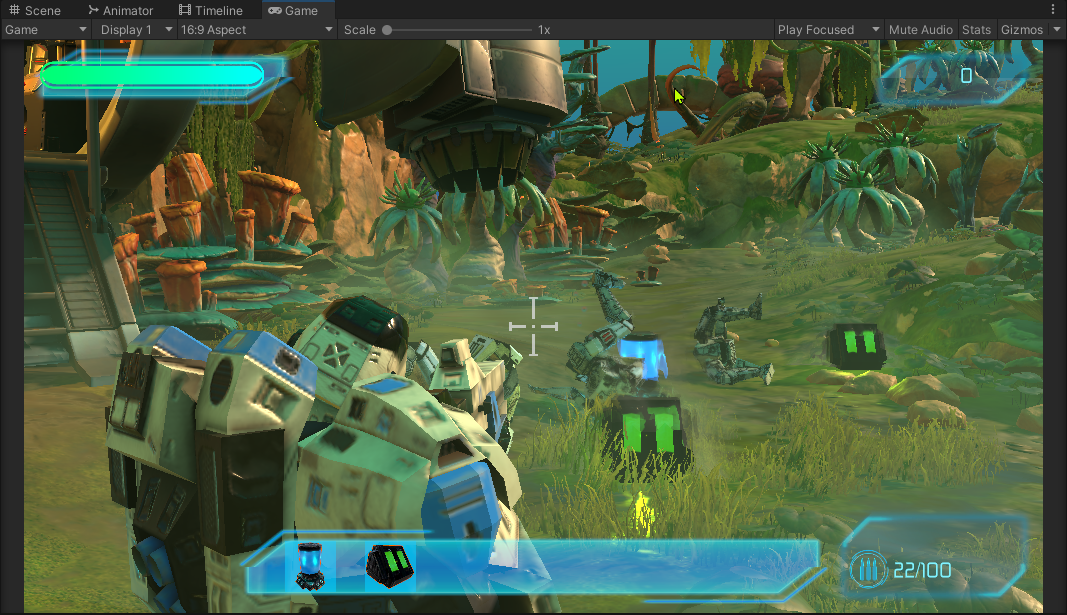 Scene Animator Timeline Game
Game Display 1 16:9 Aspect Scale 1x Play Focused Mute Audio Stats Gizmos
0
22/100